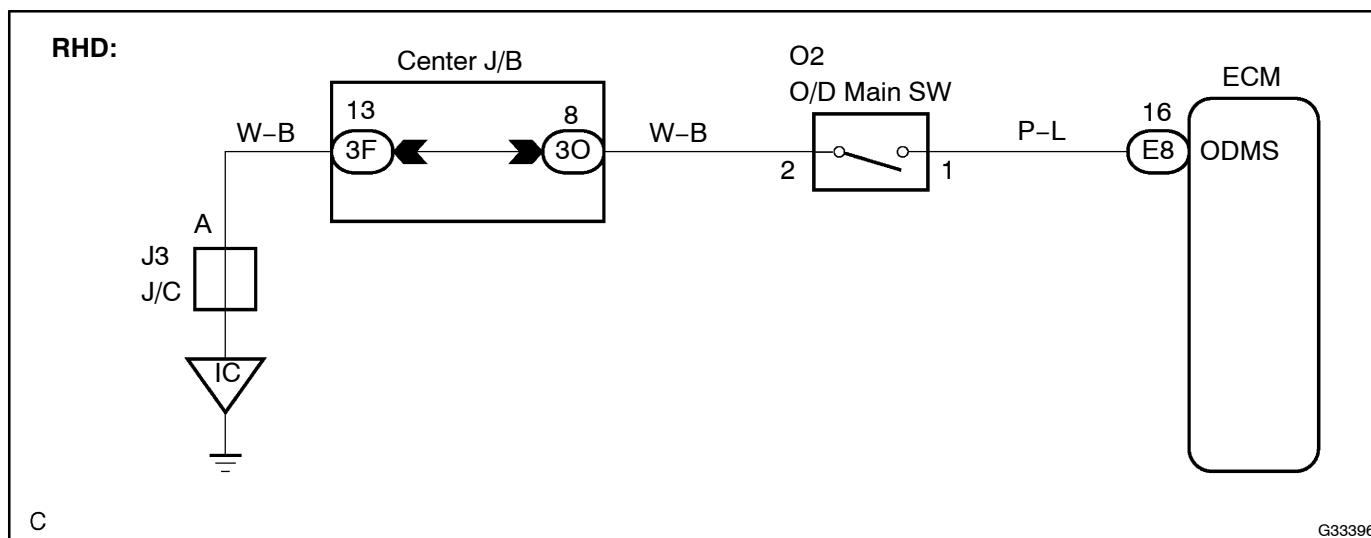 RHD:
Center J/B
O2
O/D Main SW
ECM
13
8
16
W–B
3F
3O
W–B
2
1
P–L
E8
ODMS
A
J3
J/C
IC
C
G33396